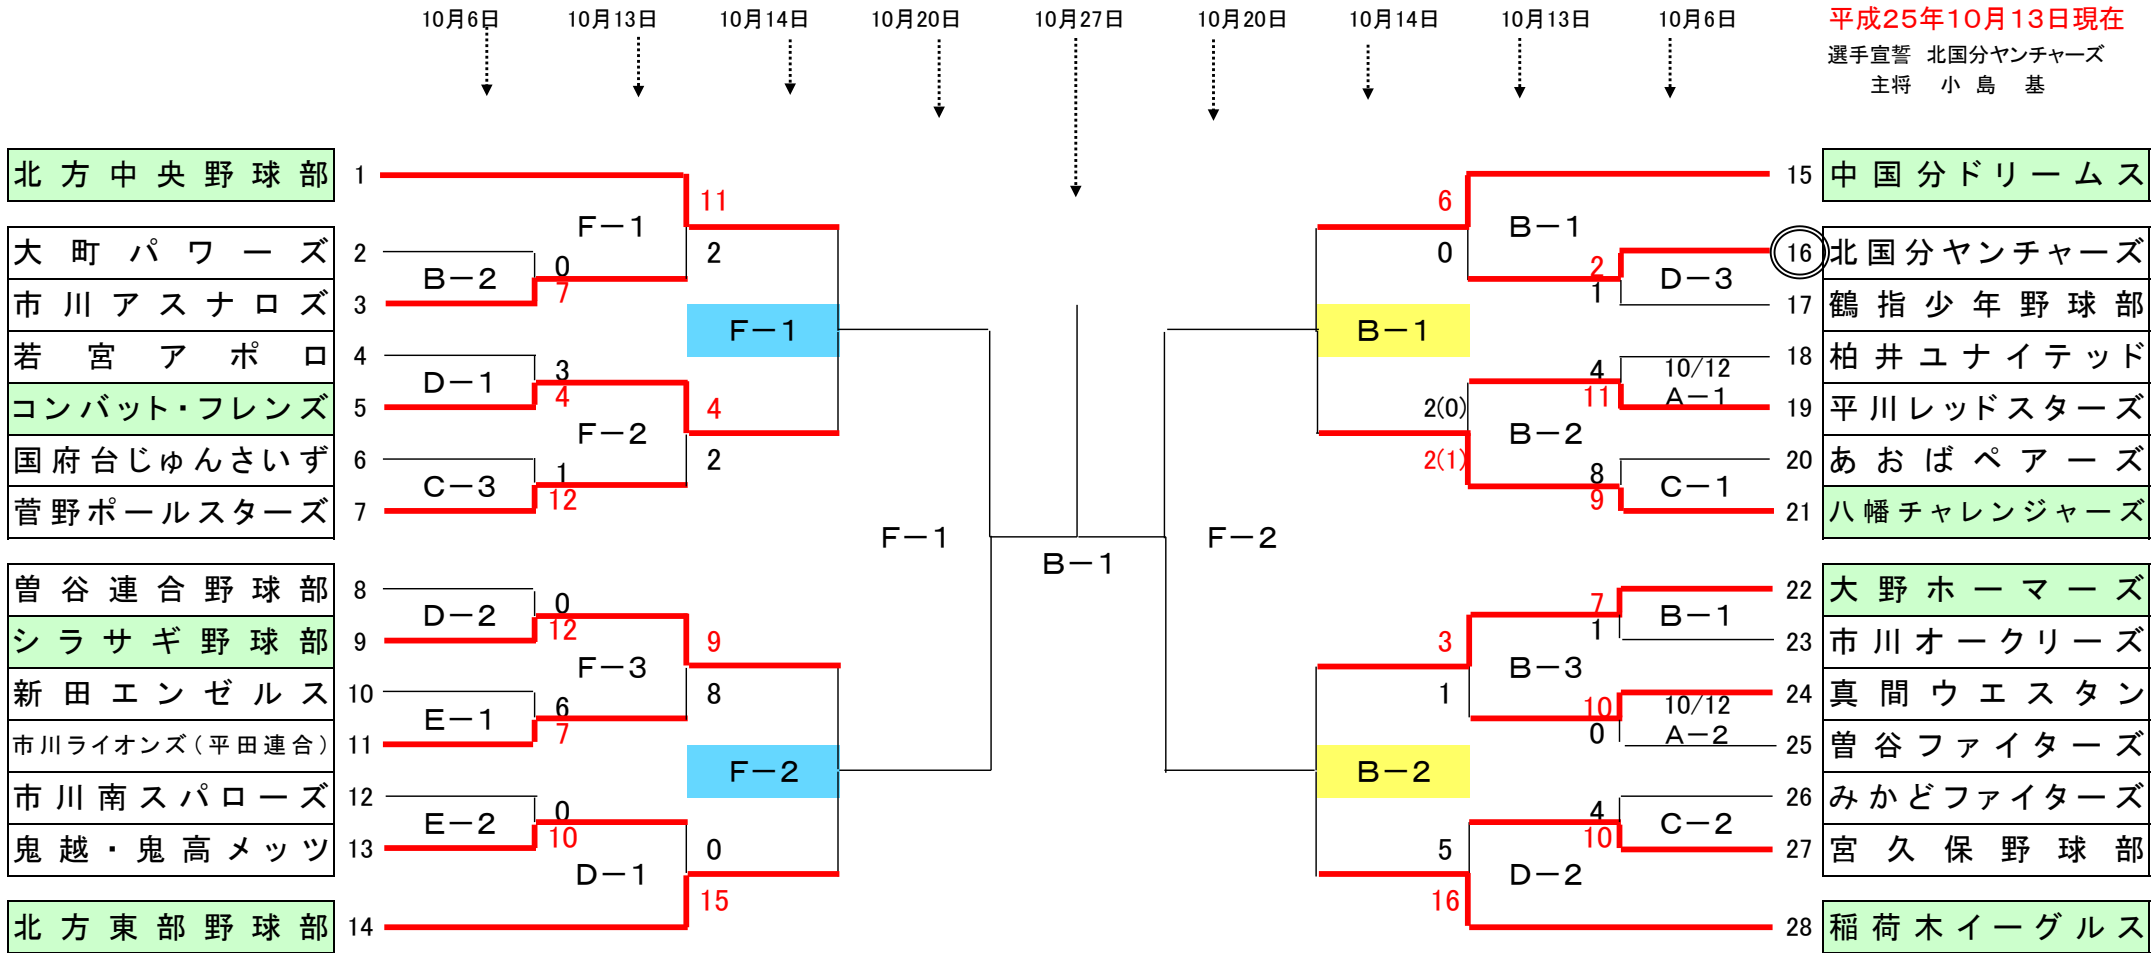 10月6日 10月13日 10月14日 10月20日 10月27日 10月20日 10月14日 10月13日 10月6日
平成25年10月13日現在
選手宣誓 北国分ヤンチャーズ
主将 小島 基
北方中央野球部 1
11
F-1
大町パワーズ 2
2
B-2
0
7
市川アスナロズ 3
F-1
若宮アポロ 4
D-1
3
4
コンバット・フレンズ 5
4
F-2
国府台じゅんさいず 6
2
C-3
1
12
菅野ポールスターズ 7
F-1
曽谷連合野球部 8
D-2
0
12
シラサギ野球部 9
9
F-3
新田エンゼルス 10
8
E-1
6
7
市川ライオンズ(平田連合) 11
F-2
市川南スパローズ 12
E-2
0
10
鬼越・鬼高メッツ 13
0
D-1
15
北方東部野球部 14
B-1
15 中国分ドリームス
6
B-1
0
16 北国分ヤンチャーズ
2
D-3
1
17 鶴指少年野球部
B-1
18 柏井ユナイテッド
4
10/12
A-1
11
19 平川レッドスターズ
2(0)
B-2
2(1)
20 あおばペアーズ
8
C-1
9
21 八幡チャレンジャーズ
F-2
22 大野ホーマーズ
7
B-1
1
23 市川オークリーズ
3
B-3
1
24 真間ウエスタン
10
10/12
A-2
0
25 曽谷ファイターズ
B-2
26 みかどファイターズ
4
C-2
10
27 宮久保野球部
5
D-2
16
28 稲荷木イーグルス